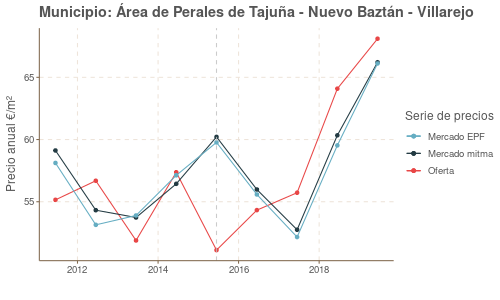 Municipio: Área de Perales de Tajuña - Nuevo Baztán - Villarejo
Precio anual €/m²
65
60
55
2012
2014
2016
2018
Serie de precios
Mercado EPF
Mercado mitma
Oferta